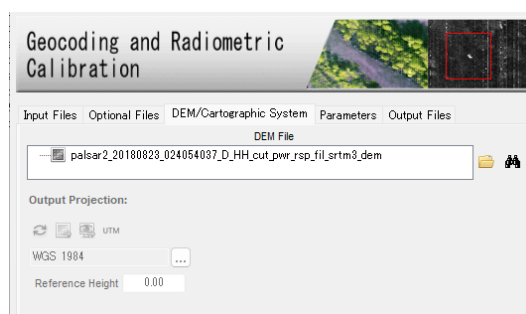 Geocoding and Radiometric
Calibration
Input Files Optional Files DEM/Cartographic System Parameters Output Files
DEM File
palsar2_20180823_024054037_D_HH_cut_pwr_rsp_fil_srtm3_dem
Output Projection:
UTM
WGS 1984
...
Reference Height 0.00